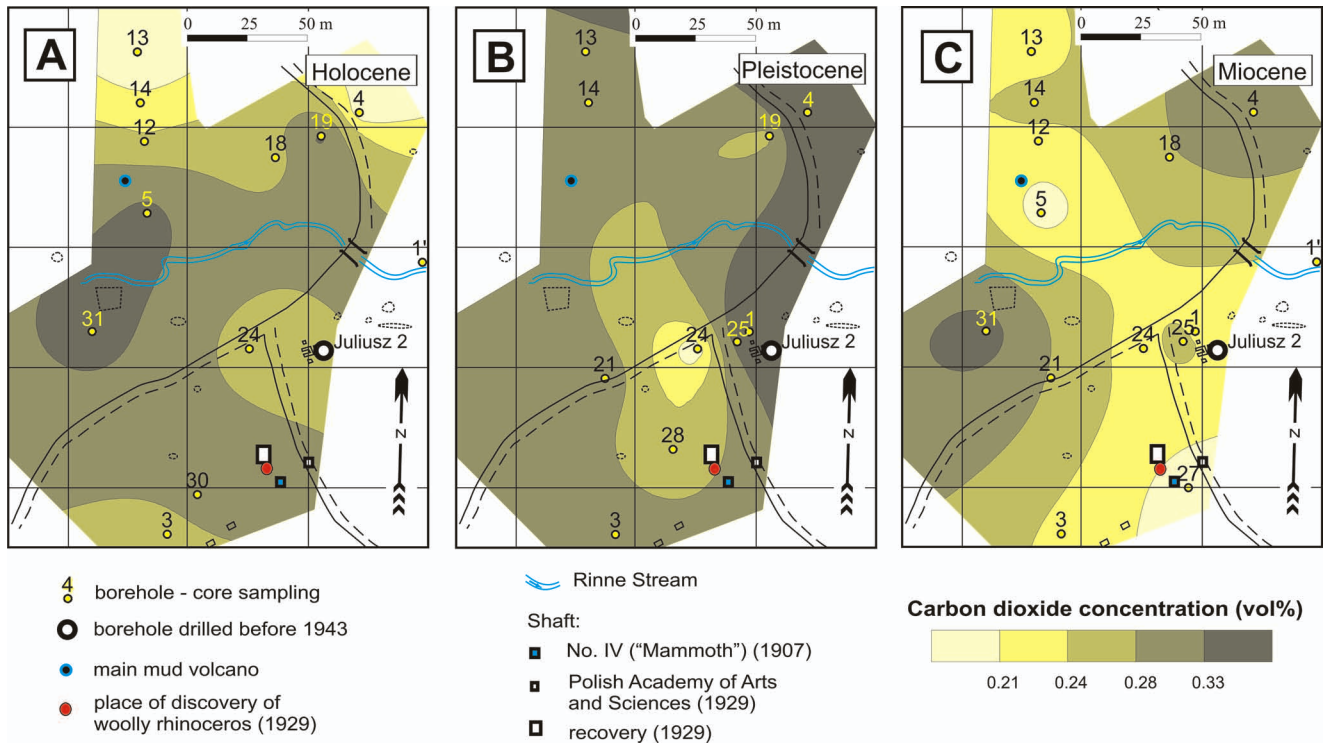 A
0 25 50 m
Holocene
13
14
4
12
19
18
5
1'
31
24
Juliusz 2
N
30
3
B
0 25 50 m
Pleistocene
13
14
4
19
24
25
1
Juliusz 2
21
N
28
3
C
0 25 50 m
Miocene
13
14
4
12
18
5
1'
31
24
25
1
Juliusz 2
21
N
27
3
4
borehole - core sampling
borehole drilled before 1943
main mud volcano
place of discovery of
woolly rhinoceros (1929)
Rinne Stream
Shaft:
No. IV ("Mammoth") (1907)
Polish Academy of Arts
and Sciences (1929)
recovery (1929)
Carbon dioxide concentration (vol%)
0.21 0.24 0.28 0.33